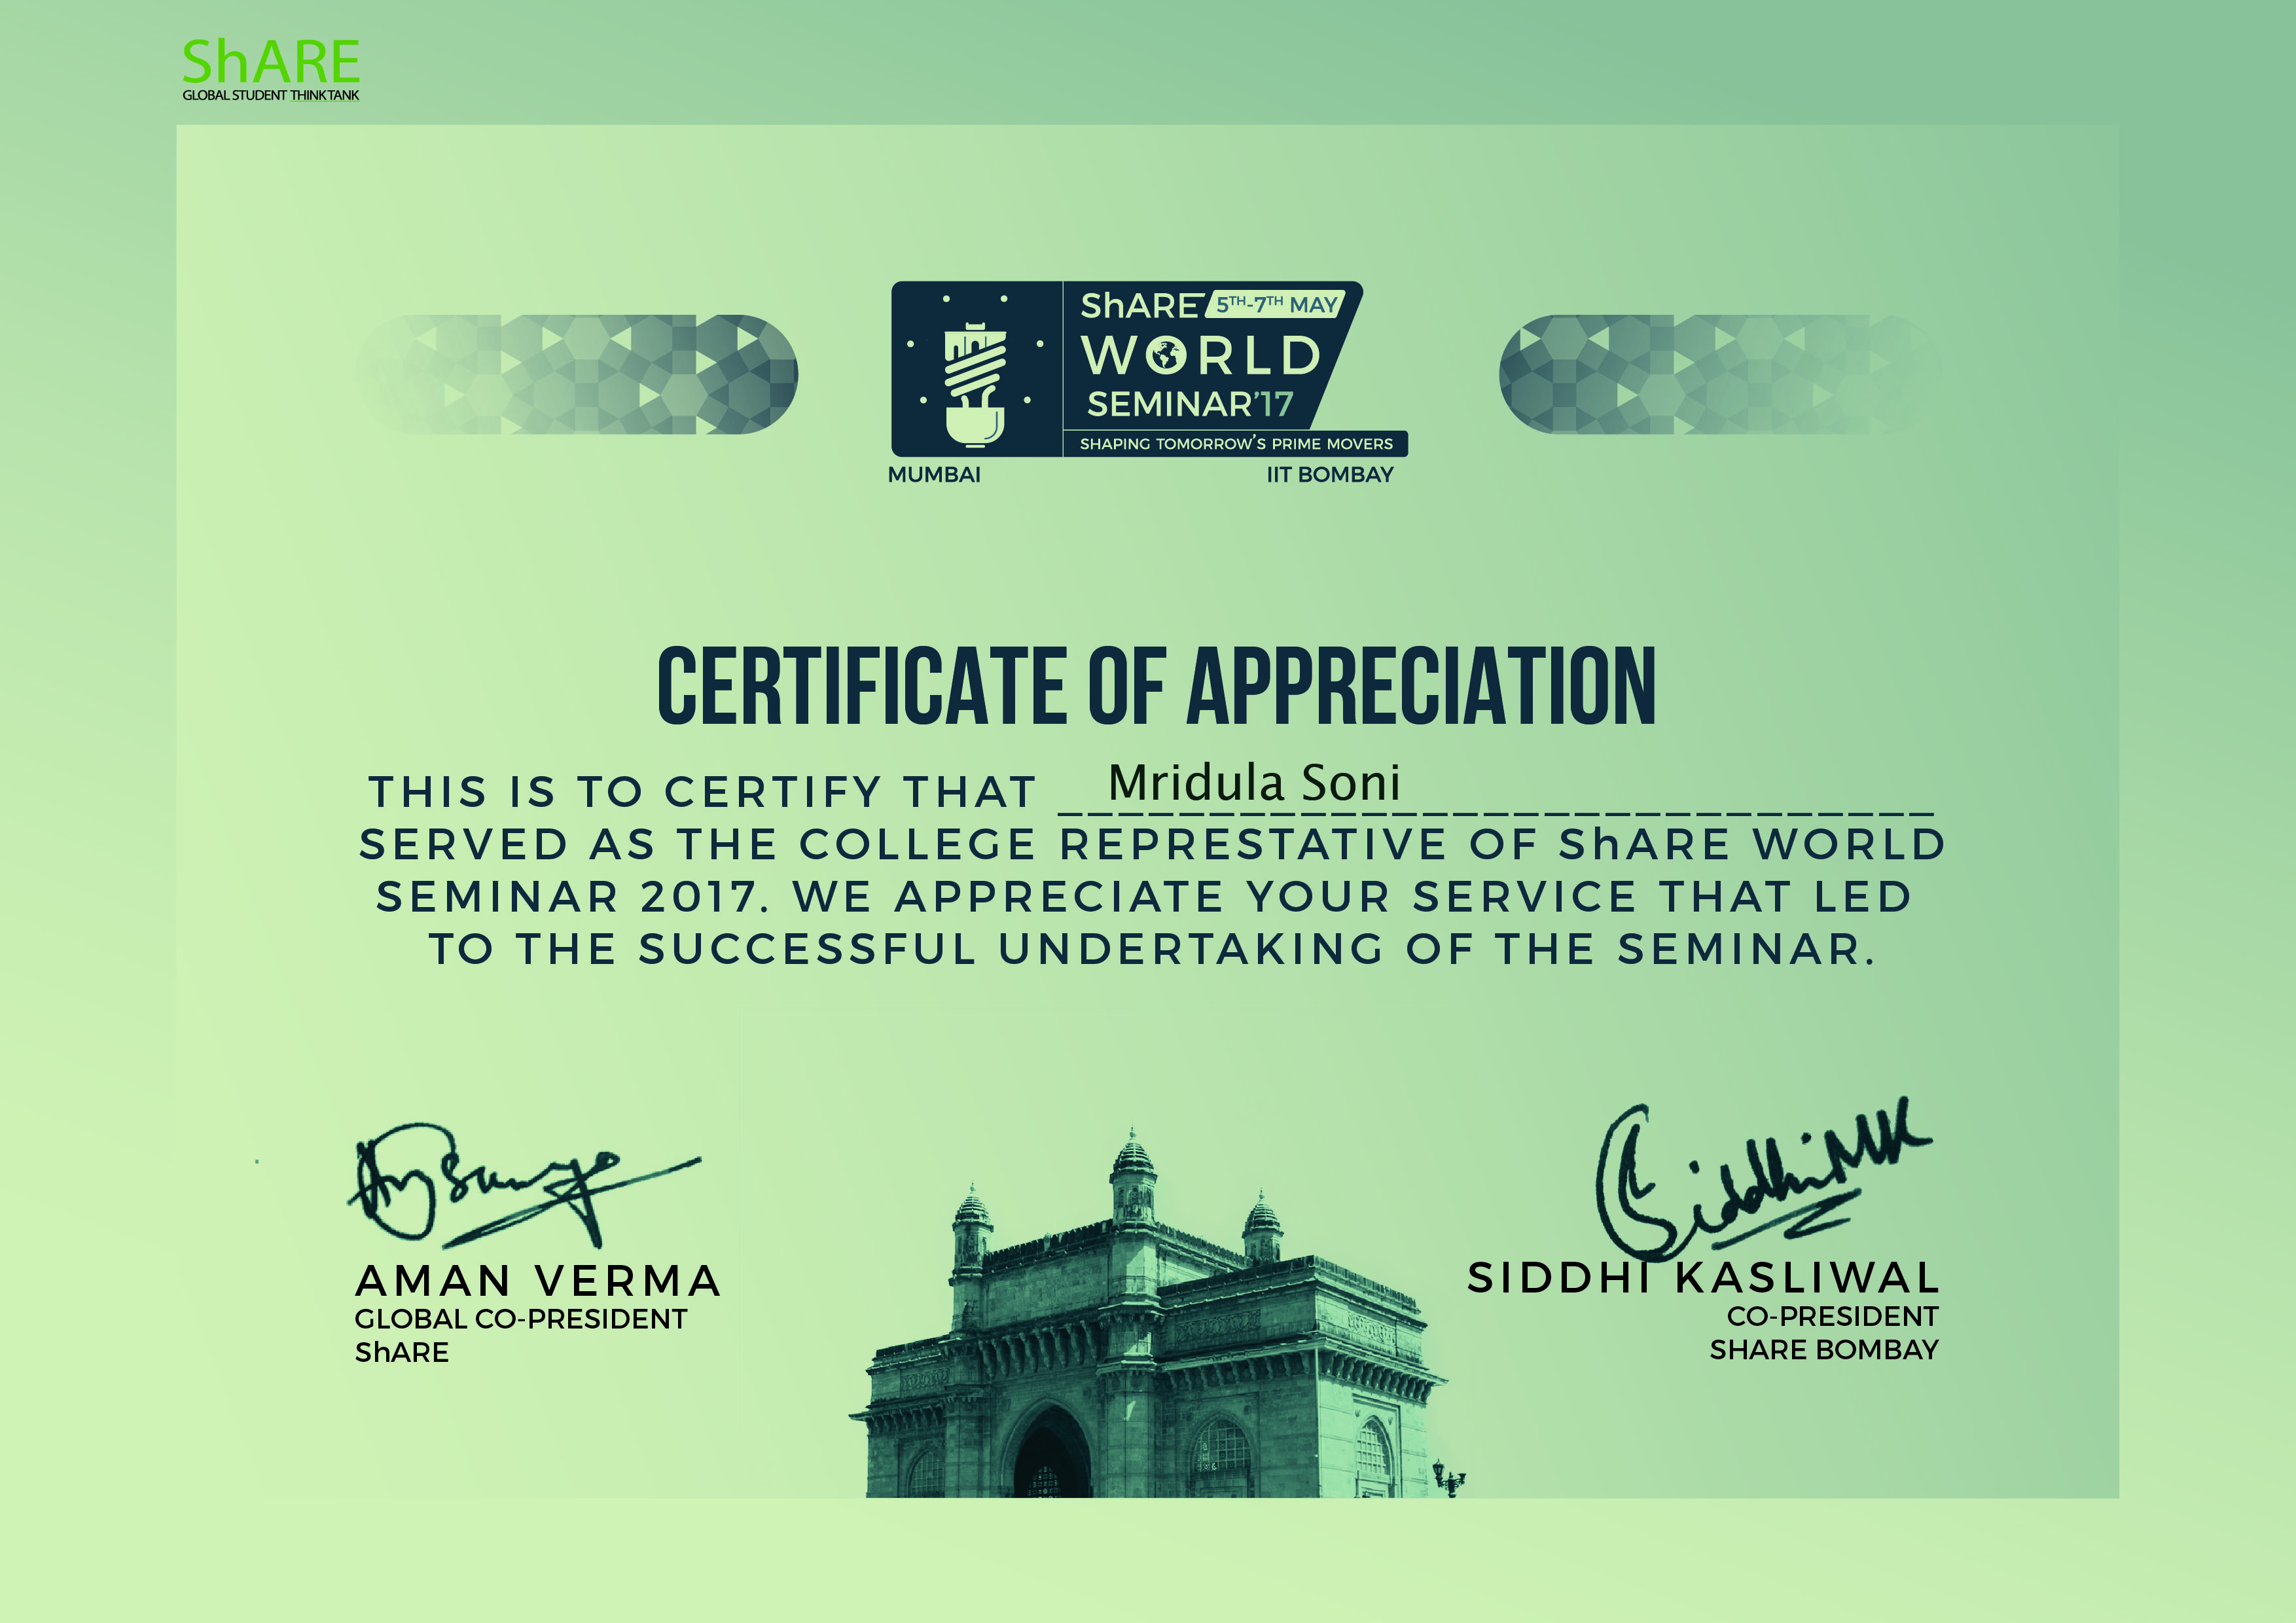 ShARE
GLOBAL STUDENT THINKTANK
ShARE 5TH-7TH MAY
WORLD
SEMINAR'17
SHAPING TOMORROW'S PRIME MOVERS
MUMBAI IIT BOMBAY
CERTIFICATE OF APPRECIATION
THIS IS TO CERTIFY THAT Mridula Soni
SERVED AS THE COLLEGE REPRESTATIVE OF ShARE WORLD
SEMINAR 2017. WE APPRECIATE YOUR SERVICE THAT LED
TO THE SUCCESSFUL UNDERTAKING OF THE SEMINAR.
SiddhiMK
AMAN VERMA
GLOBAL CO-PRESIDENT
ShARE
SIDDHI KASLIWAL
CO-PRESIDENT
SHARE BOMBAY